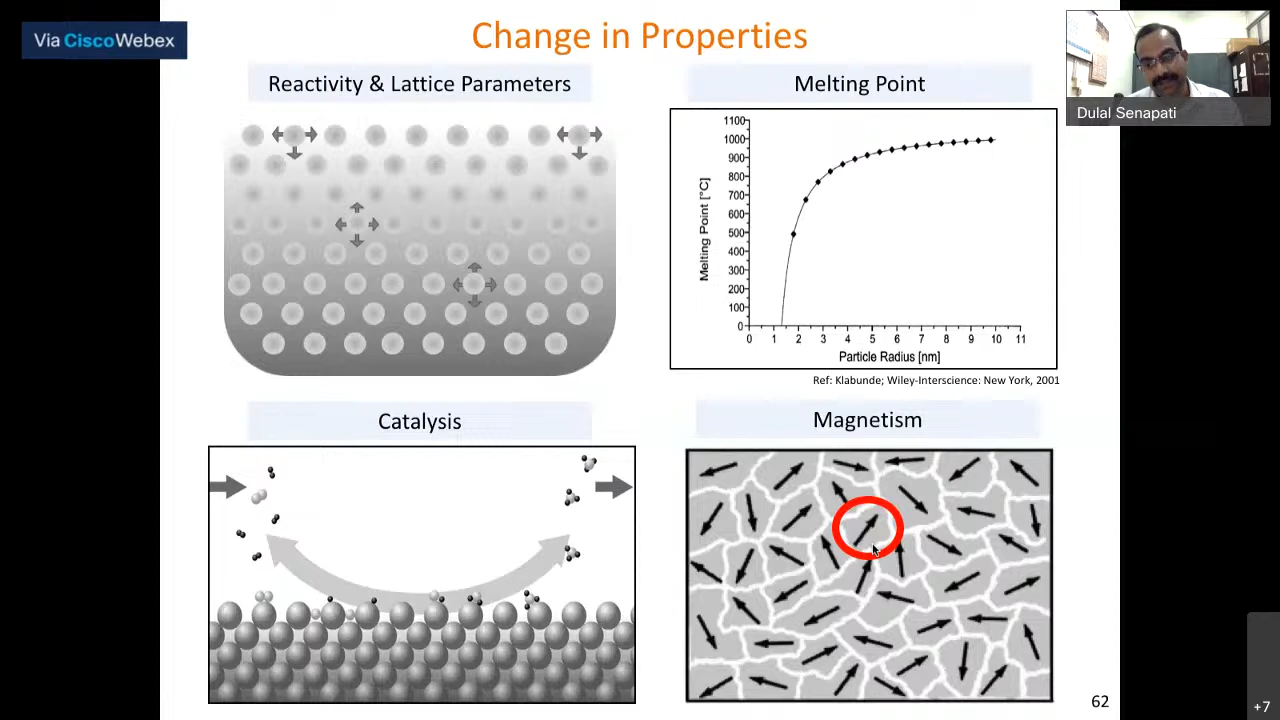 Via CiscoWebex
Change in Properties
Dulal Senapati
Reactivity & Lattice Parameters
Melting Point
1100
1000
900
800
700
600
500
400
300
200
100
0
Melting Point [°C]
0 1 2 3 4 5 6 7 8 9 10 11
Particle Radius [nm]
Ref: Klabunde; Wiley-Interscience: New York, 2001
Catalysis
Magnetism
62
+7